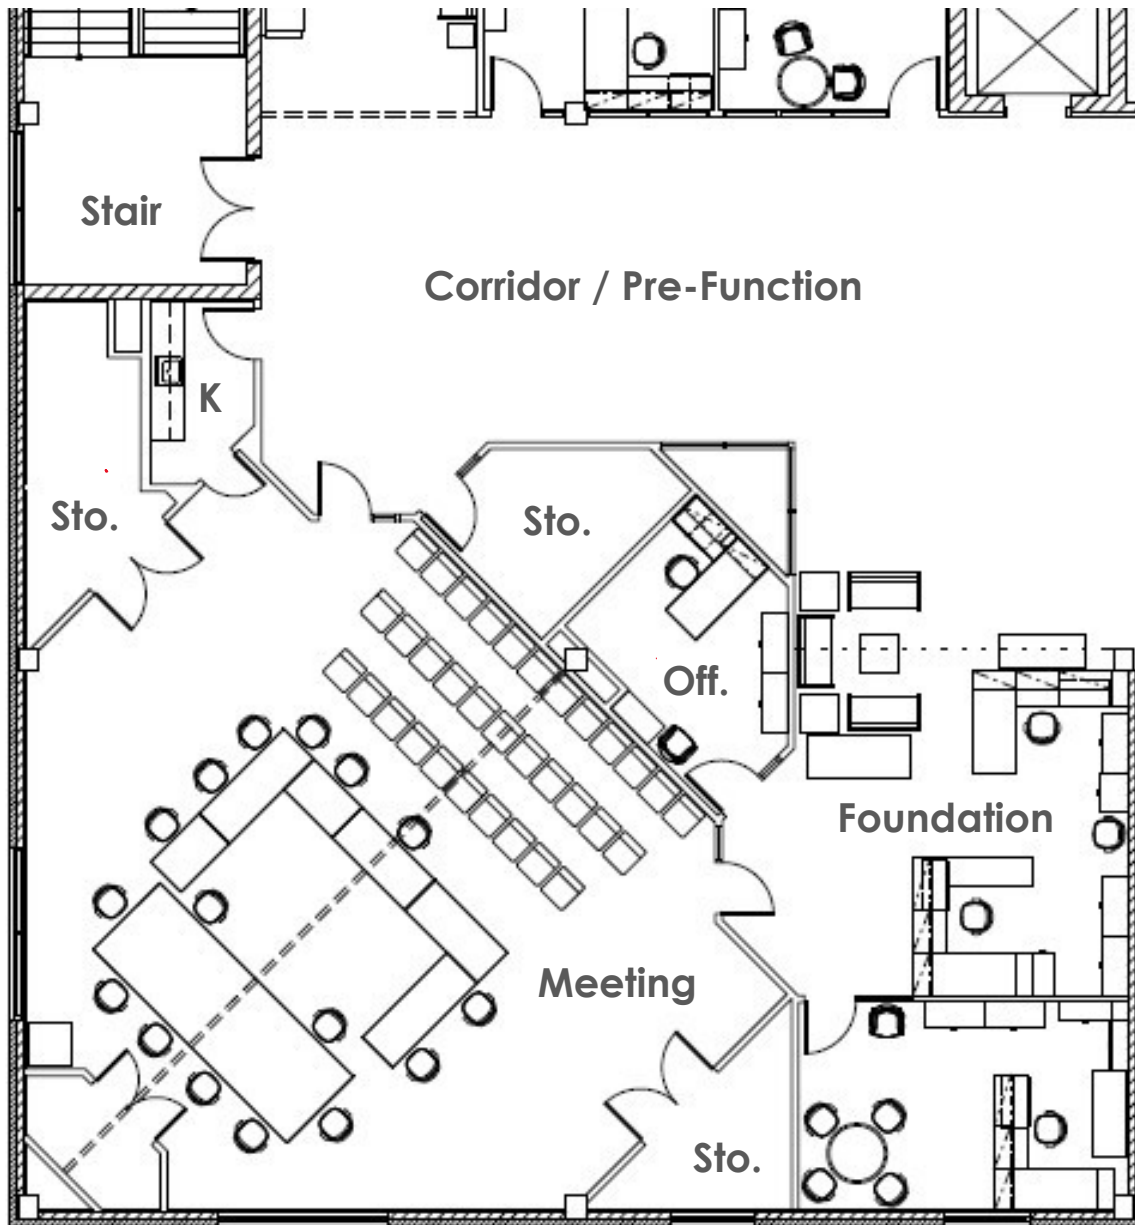 Stair
Corridor / Pre-Function
K
Sto.
Sto.
Off.
Foundation
Meeting
Sto.